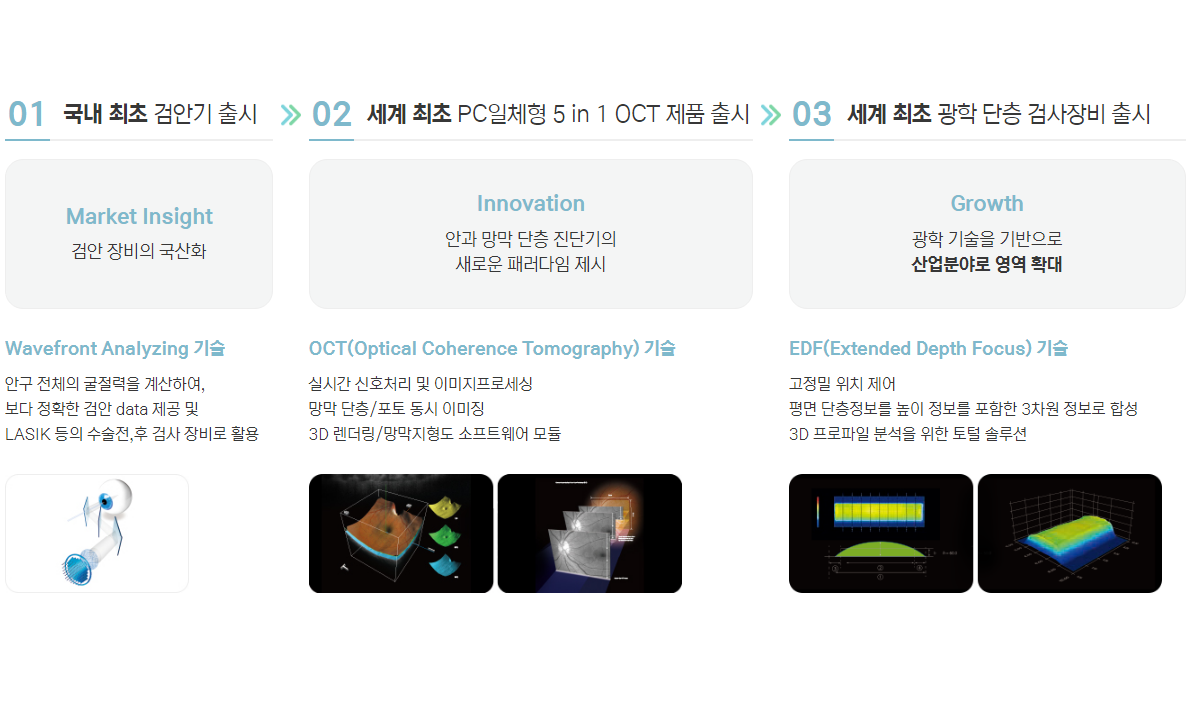 01 국내 최초 검안기 출시
02 세계 최초 PC일체형 5 in 1 OCT 제품 출시
03 세계 최초 광학 단층 검사장비 출시
Market Insight
검안 장비의 국산화
Innovation
안과 망막 단층 진단기의
새로운 패러다임 제시
Growth
광학 기술을 기반으로
산업분야로 영역 확대
Wavefront Analyzing 기술
안구 전체의 굴절력을 계산하여,
보다 정확한 검안 data 제공 및
LASIK 등의 수술전,후 검사 장비로 활용
OCT(Optical Coherence Tomography) 기술
실시간 신호처리 및 이미지프로세싱
망막 단층/포토 동시 이미징
3D 렌더링/망막지형도 소프트웨어 모듈
EDF(Extended Depth Focus) 기술
고정밀 위치 제어
평면 단층정보를 높이 정보를 포함한 3차원 정보로 합성
3D 프로파일 분석을 위한 토털 솔루션